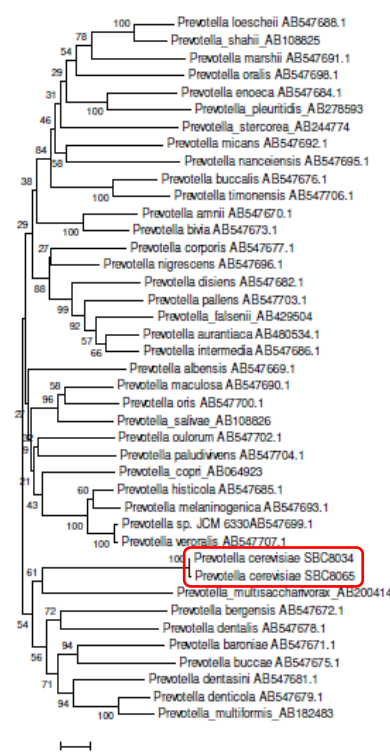 Prevotella loescheii AB547688.1
100
Prevotella_shahii_AB108825
78
Prevotella marshii AB547691.1
54
Prevotella oralis AB547698.1
29
Prevotella enoeca AB547684.1
31
100
Prevotella_pleuritidis_AB278593
46
Prevotella_stercorea_AB244774
84
Prevotella micans AB547692.1
58
Prevotella nanceiensis AB547695.1
38
Prevotella buccalis AB547676.1
100
Prevotella timonensis AB547706.1
29
Prevotella amnii AB547670.1
100
Prevotella bivia AB547673.1
27
Prevotella corporis AB547677.1
Prevotella nigrescens AB547696.1
88
Prevotella disiens AB547682.1
99
Prevotella pallens AB547703.1
92
Prevotella_falsenii_AB429504
57
Prevotella aurantiaca AB480534.1
66
Prevotella intermedia AB547686.1
Prevotella albensis AB547669.1
58
Prevotella maculosa AB547690.1
96
Prevotella oris AB547700.1
27
Prevotella_salivae_AB108826
32
Prevotella oulorum AB547702.1
9
Prevotella paludivivens AB547704.1
21
Prevotella_copri_AB064923
43
60
Prevotella histicola AB547685.1
Prevotella melaninogenica AB547693.1
100
100
Prevotella sp. JCM 6330AB547699.1
Prevotella veroralis AB547707.1
100
Prevotella cerevisiae SBC8034
61
Prevotella cerevisiae SBC8065
Prevotella_multisaccharivorax_AB200414
72
Prevotella bergensis AB547672.1
54
Prevotella dentalis AB547678.1
94
Prevotella baroniae AB547671.1
56
Prevotella buccae AB547675.1
71
Prevotella dentasini AB547681.1
94
Prevotella denticola AB547679.1
100
Prevotella_multiformis_AB182483